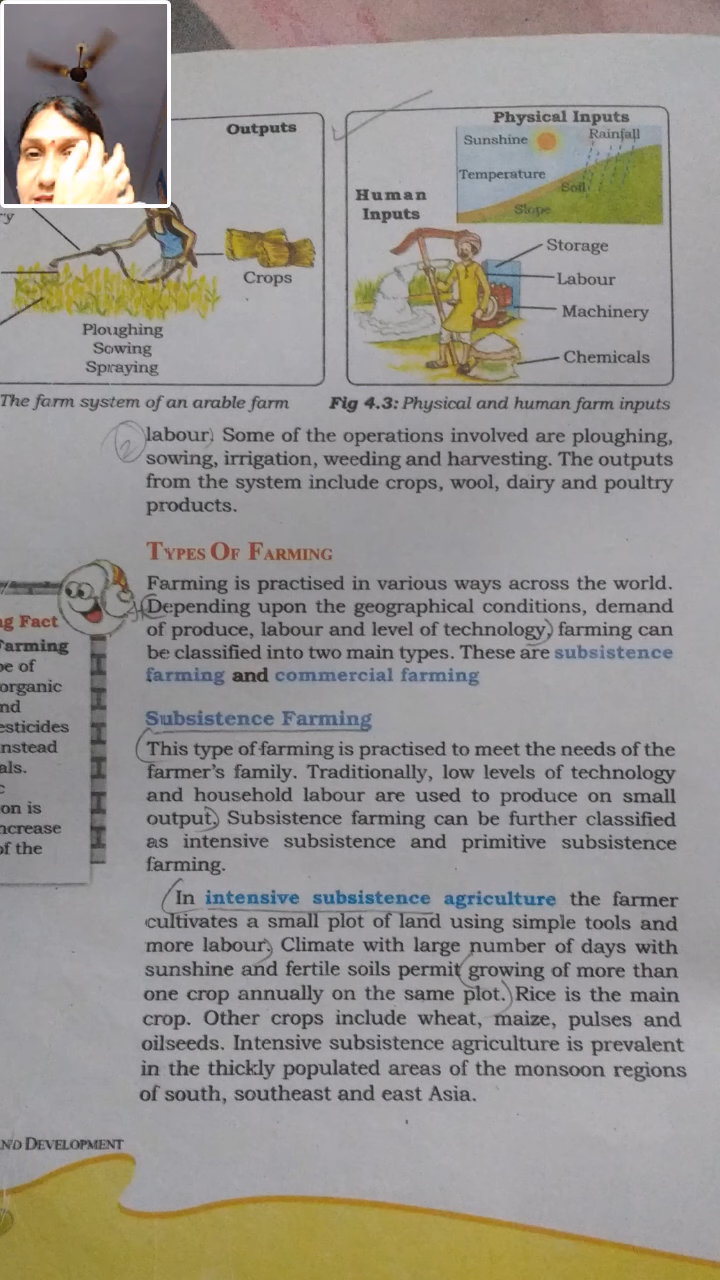 Outputs
Crops
Ploughing
Sowing
Spraying
The farm system of an arable farm
Physical Inputs
Sunshine
Rainfall
Temperature
Soil
Slope
Human
Inputs
Storage
Labour
Machinery
Chemicals
Fig 4.3: Physical and human farm inputs
labour. Some of the operations involved are ploughing,
sowing, irrigation, weeding and harvesting. The outputs
from the system include crops, wool, dairy and poultry
products.
TYPES OF FARMING
Farming is practised in various ways across the world.
Depending upon the geographical conditions, demand
of produce, labour and level of technology, farming can
be classified into two main types. These are subsistence
farming and commercial farming
Subsistence Farming
This type of farming is practised to meet the needs of the
farmer's family. Traditionally, low levels of technology
and household labour are used to produce on small
output. Subsistence farming can be further classified
as intensive subsistence and primitive subsistence
farming.
In intensive subsistence agriculture the farmer
cultivates a small plot of land using simple tools and
more labour. Climate with large number of days with
sunshine and fertile soils permit growing of more than
one crop annually on the same plot. Rice is the main
crop. Other crops include wheat, maize, pulses and
oilseeds. Intensive subsistence agriculture is prevalent
in the thickly populated areas of the monsoon regions
of south, southeast and east Asia.
Fact
Farming
of
organic
is
of the
DEVELOPMENT